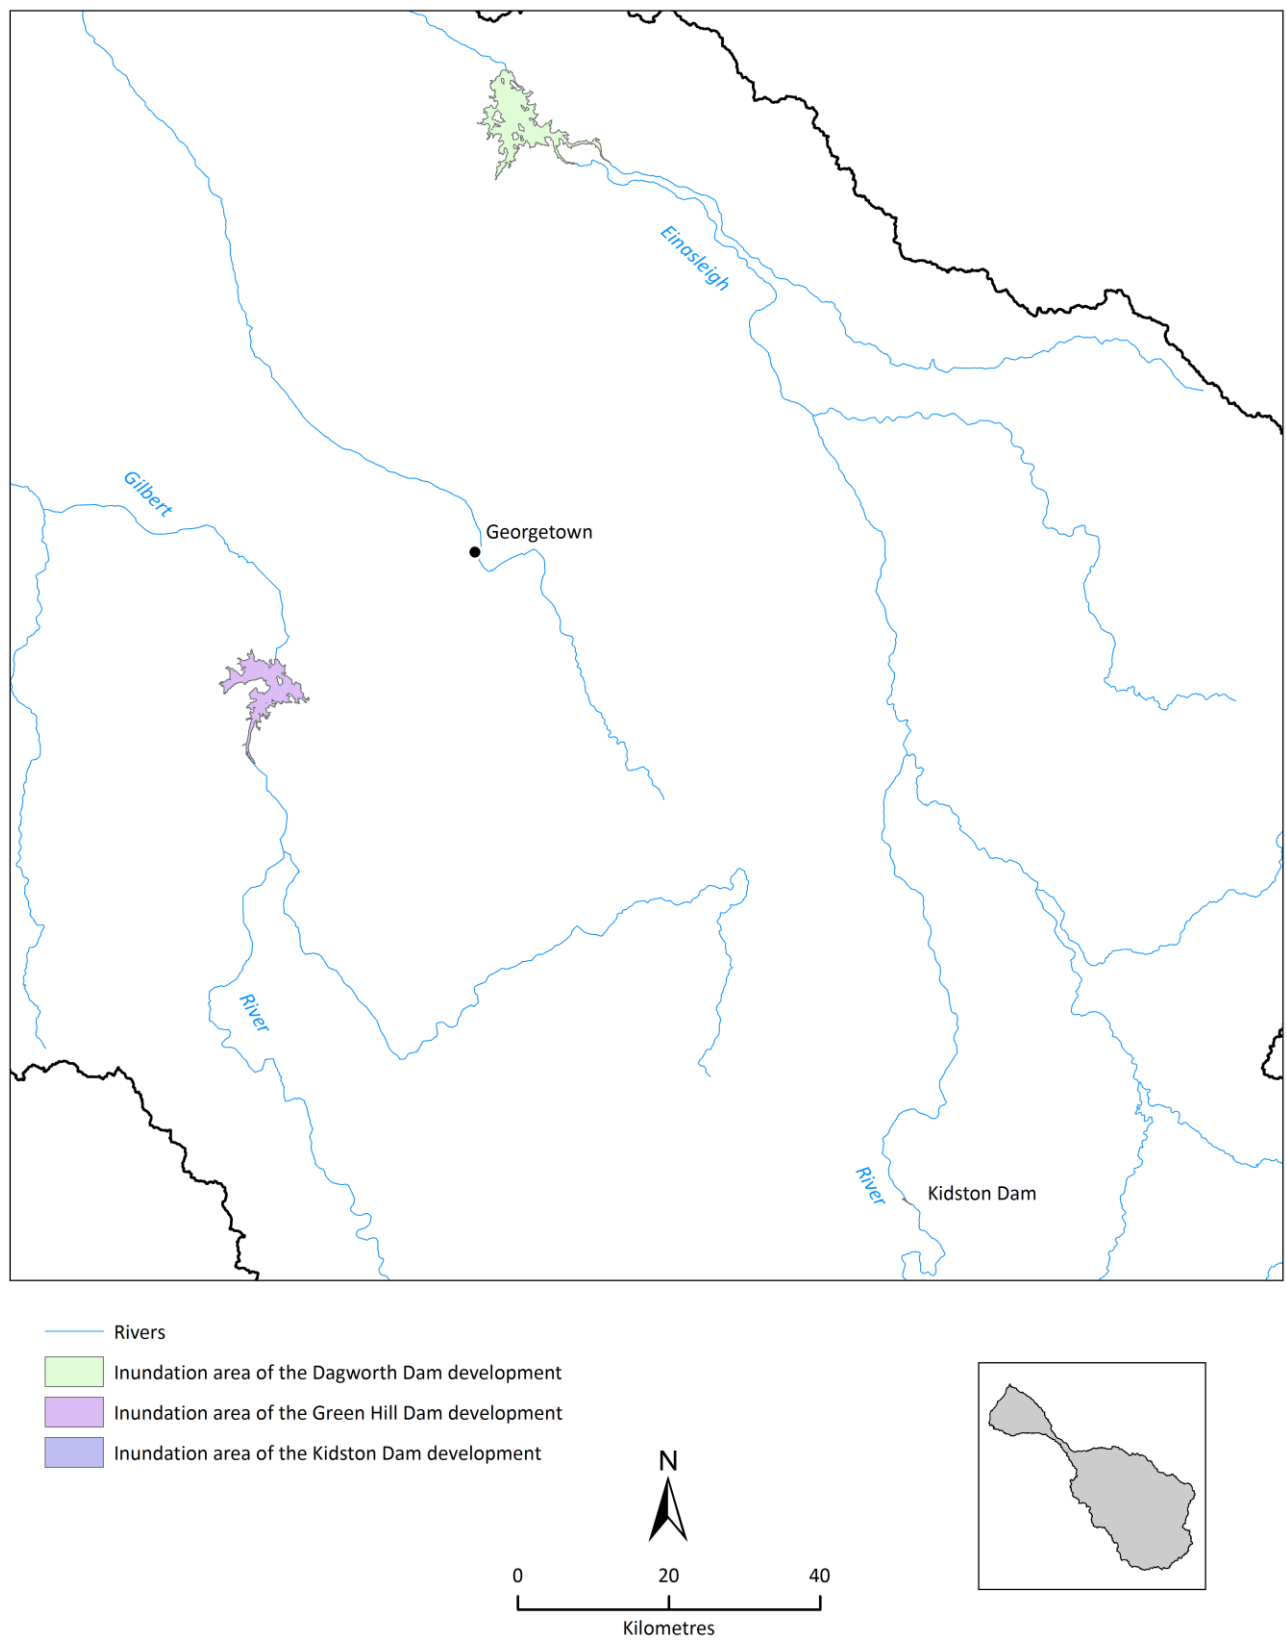 Einasleigh
Gilbert
Georgetown
River
River
Kidston Dam
Rivers
Inundation area of the Dagworth Dam development
Inundation area of the Green Hill Dam development
Inundation area of the Kidston Dam development
N
0 20 40
Kilometres